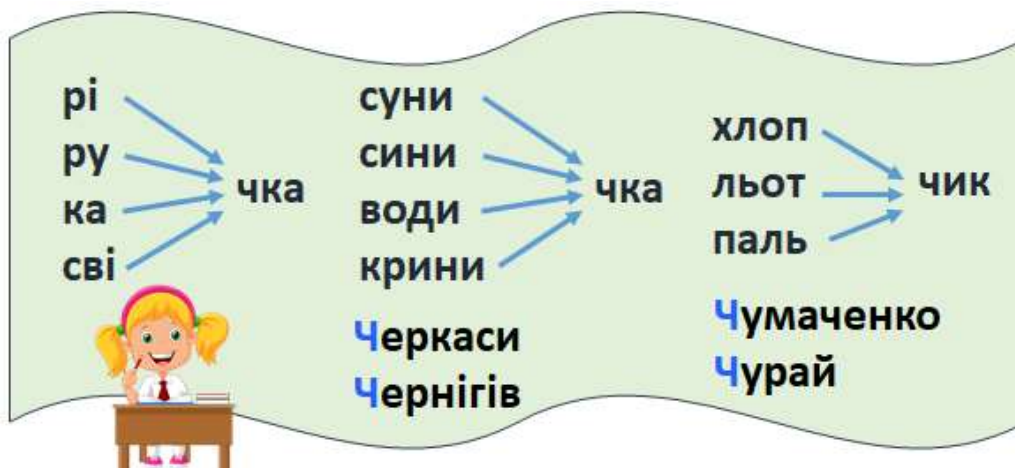 рі
ру
ка
сві
чка
суни
сини
води
крини
чка
Черкаси
Чернігів
хлоп
льот
паль
чик
Чумаченко
Чурай